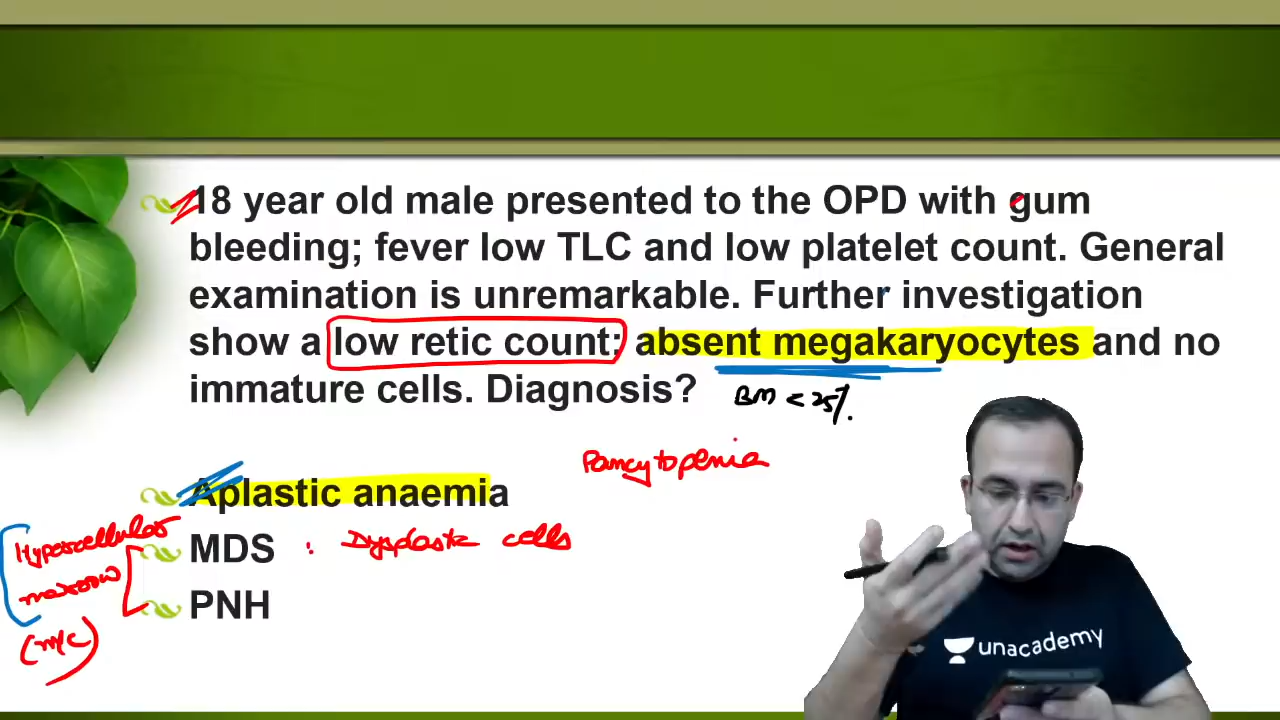 18 year old male presented to the OPD with gum
bleeding; fever low TLC and low platelet count. General
examination is unremarkable. Further investigation
show a low retic count; absent megakaryocytes and no
immature cells. Diagnosis?
BM < 25%.
Pancytopenia
Aplastic anaemia
Hypercellular
marrow
(M/C)
MDS : Dysplastic cells
PNH
unacademy